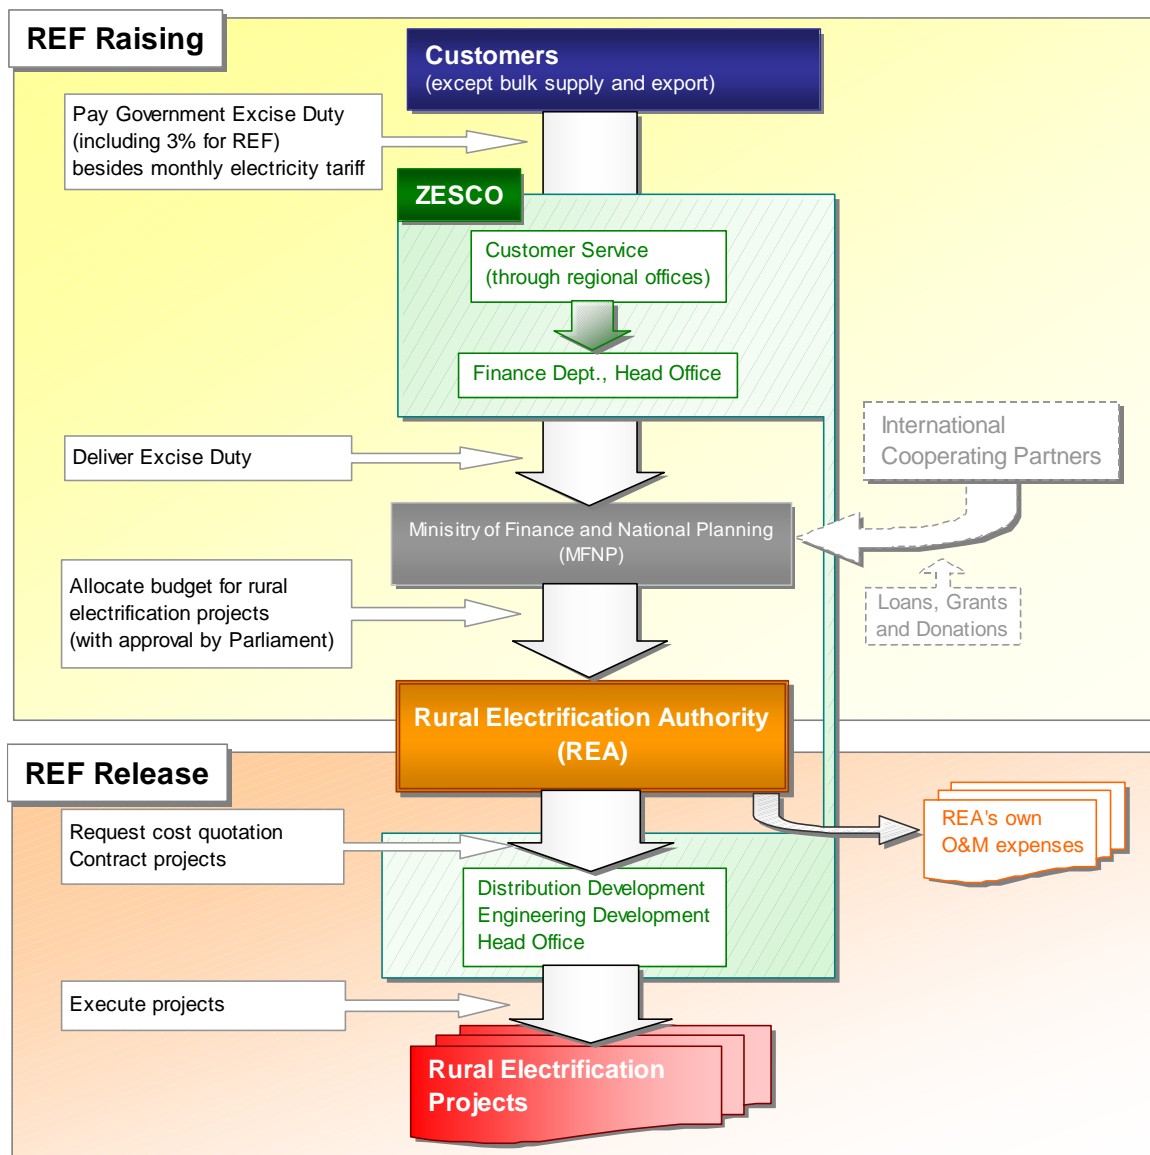 REF Raising
Customers
(except bulk supply and export)
Pay Government Excise Duty
(including 3% for REF)
besides monthly electricity tariff
ZESCO
Customer Service
(through regional offices)
Finance Dept., Head Office
International
Cooperating Partners
Deliver Excise Duty
Minisitry of Finance and National Planning
(MFNP)
Allocate budget for rural
electrification projects
(with approval by Parliament)
Loans, Grants
and Donations
Rural Electrification Authority
(REA)
REF Release
REA's own
O&M expenses
Request cost quotation
Contract projects
Distribution Development
Engineering Development
Head Office
Execute projects
Rural Electrification
Projects